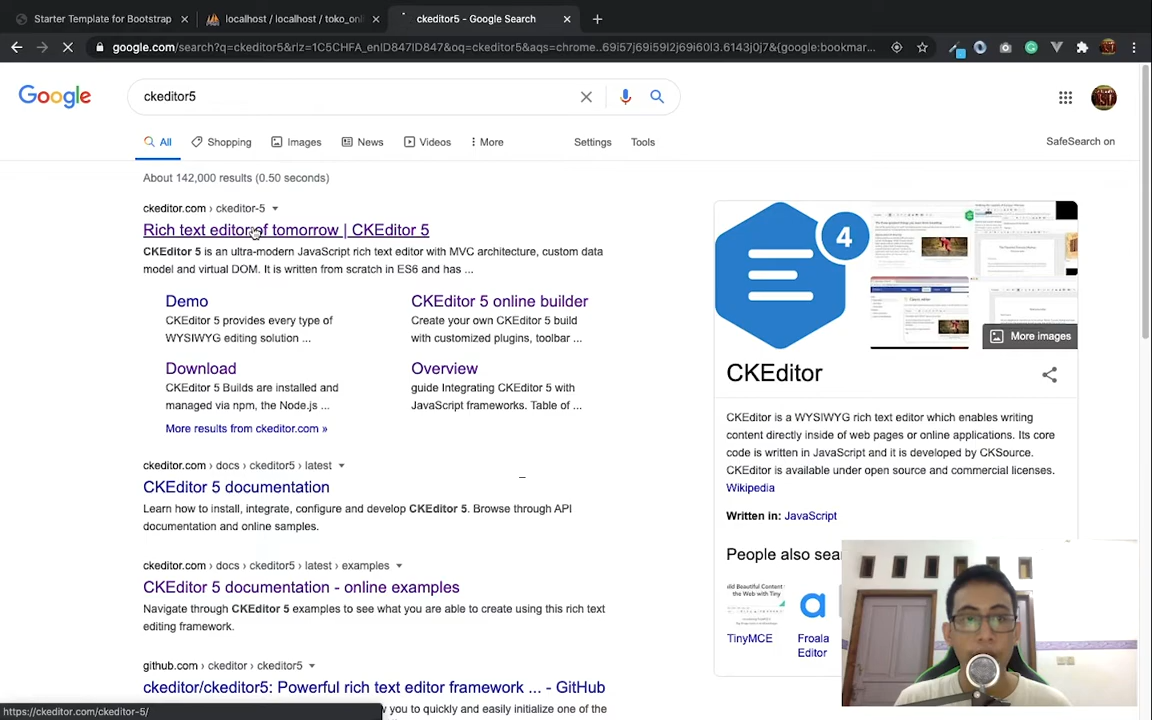 Starter Template for Bootstrap
localhost / localhost / toko_onl
ckeditor5 - Google Search
google.com/search?q=ckeditor5&rlz=1C5CHFA_enID847ID847&oq=ckeditor5&aqs=chrome..69i57j69i59l2j69i60l3.6143j0j7&{google:bookmar...
Google
ckeditor5
All
Shopping
Images
News
Videos
More
Settings
Tools
SafeSearch on
About 142,000 results (0.50 seconds)
ckeditor.com › ckeditor-5
Rich text editor of tomorrow | CKEditor 5
CKEditor 5 is an ultra-modern JavaScript rich text editor with MVC architecture, custom data
model and virtual DOM. It is written from scratch in ES6 and has ...
Demo
CKEditor 5 provides every type of
WYSIWYG editing solution ...
CKEditor 5 online builder
Create your own CKEditor 5 build
with customized plugins, toolbar ...
Download
CKEditor 5 Builds are installed and
managed via npm, the Node.js ...
Overview
guide Integrating CKEditor 5 with
JavaScript frameworks. Table of ...
More results from ckeditor.com »
ckeditor.com › docs › ckeditor5 › latest
CKEditor 5 documentation
Learn how to install, integrate, configure and develop CKEditor 5. Browse through API
documentation and online samples.
ckeditor.com › docs › ckeditor5 › latest › examples
CKEditor 5 documentation - online examples
Navigate through CKEditor 5 examples to see what you are able to create using this rich text
editing framework.
github.com › ckeditor › ckeditor5
ckeditor/ckeditor5: Powerful rich text editor framework ... - GitHub
w you to quickly and easily initialize one of the
https://ckeditor.com/ckeditor-5/
4
More images
CKEditor
CKEditor is a WYSIWYG rich text editor which enables writing
content directly inside of web pages or online applications. Its core
code is written in JavaScript and it is developed by CKSource.
CKEditor is available under open source and commercial licenses.
Wikipedia
Written in: JavaScript
People also sea
Build Beautiful Content
the Web with Tiny
TinyMCE
Froala
Editor